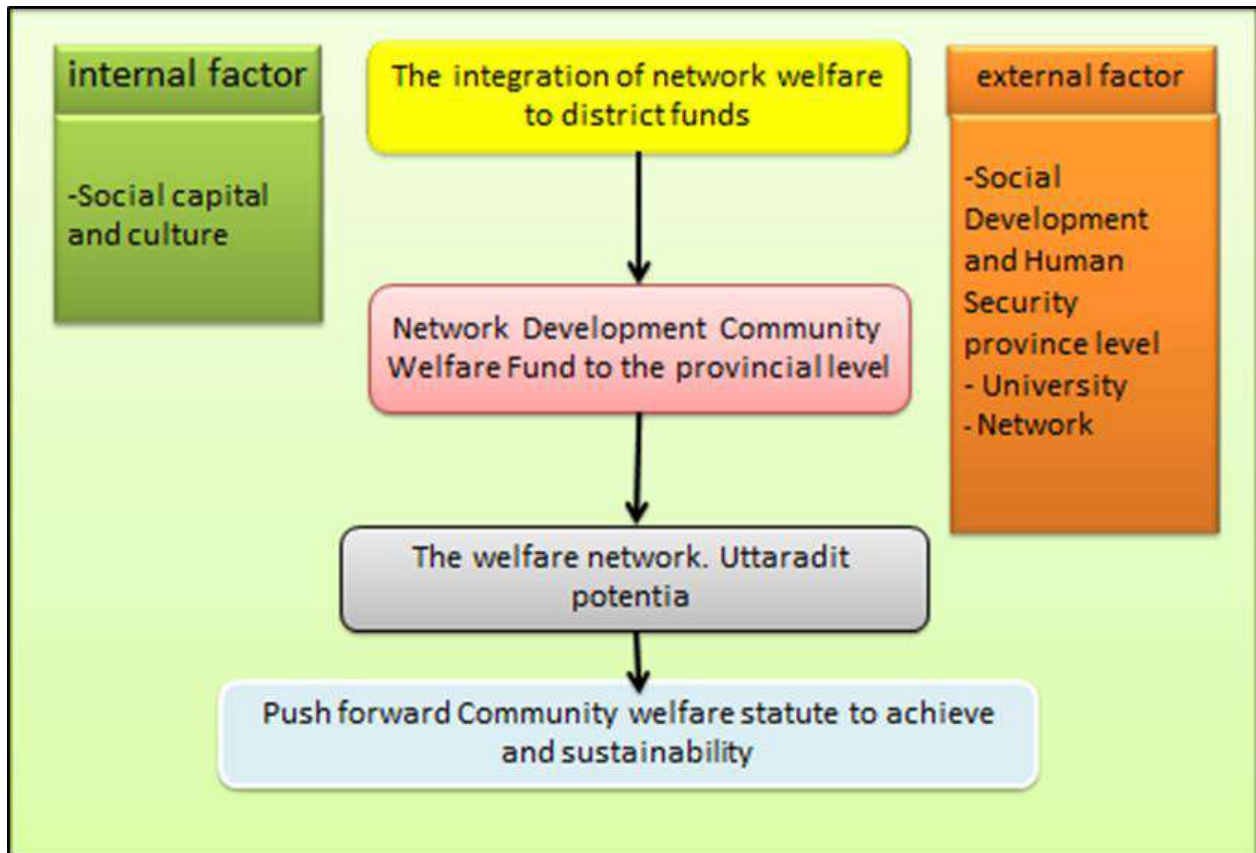 internal factor
-Social capital
and culture
The integration of network welfare
to district funds
Network Development Community
Welfare Fund to the provincial level
The welfare network. Uttaradit
potentia
Push forward Community welfare statute to achieve
and sustainability
external factor
-Social
Development
and Human
Security
province level
- University
- Network